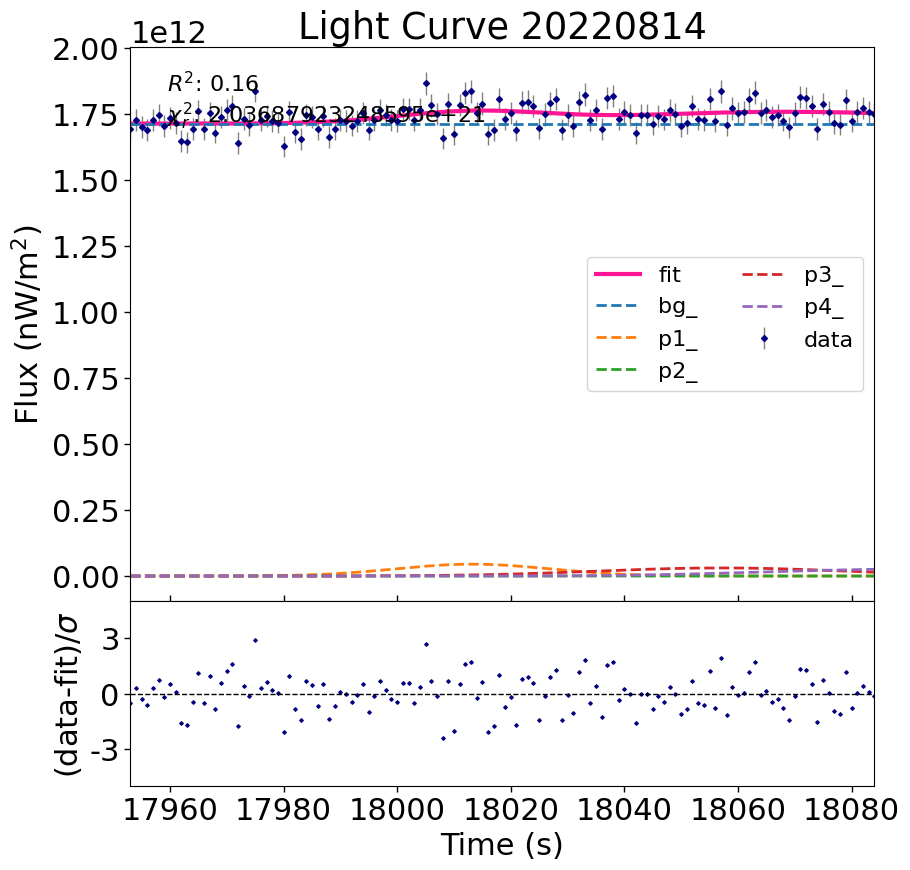 Light Curve 20220814
1e12
R²: 0.16
2.00
1.75
1.50
1.25
1.00
0.75
0.50
0.25
0.00
Flux (nW/m²)
fit
bg_
p1_
p2_
p3_
p4_
data
3
0
-3
(data-fit)/σ
17960 17980 18000 18020 18040 18060 18080
Time (s)